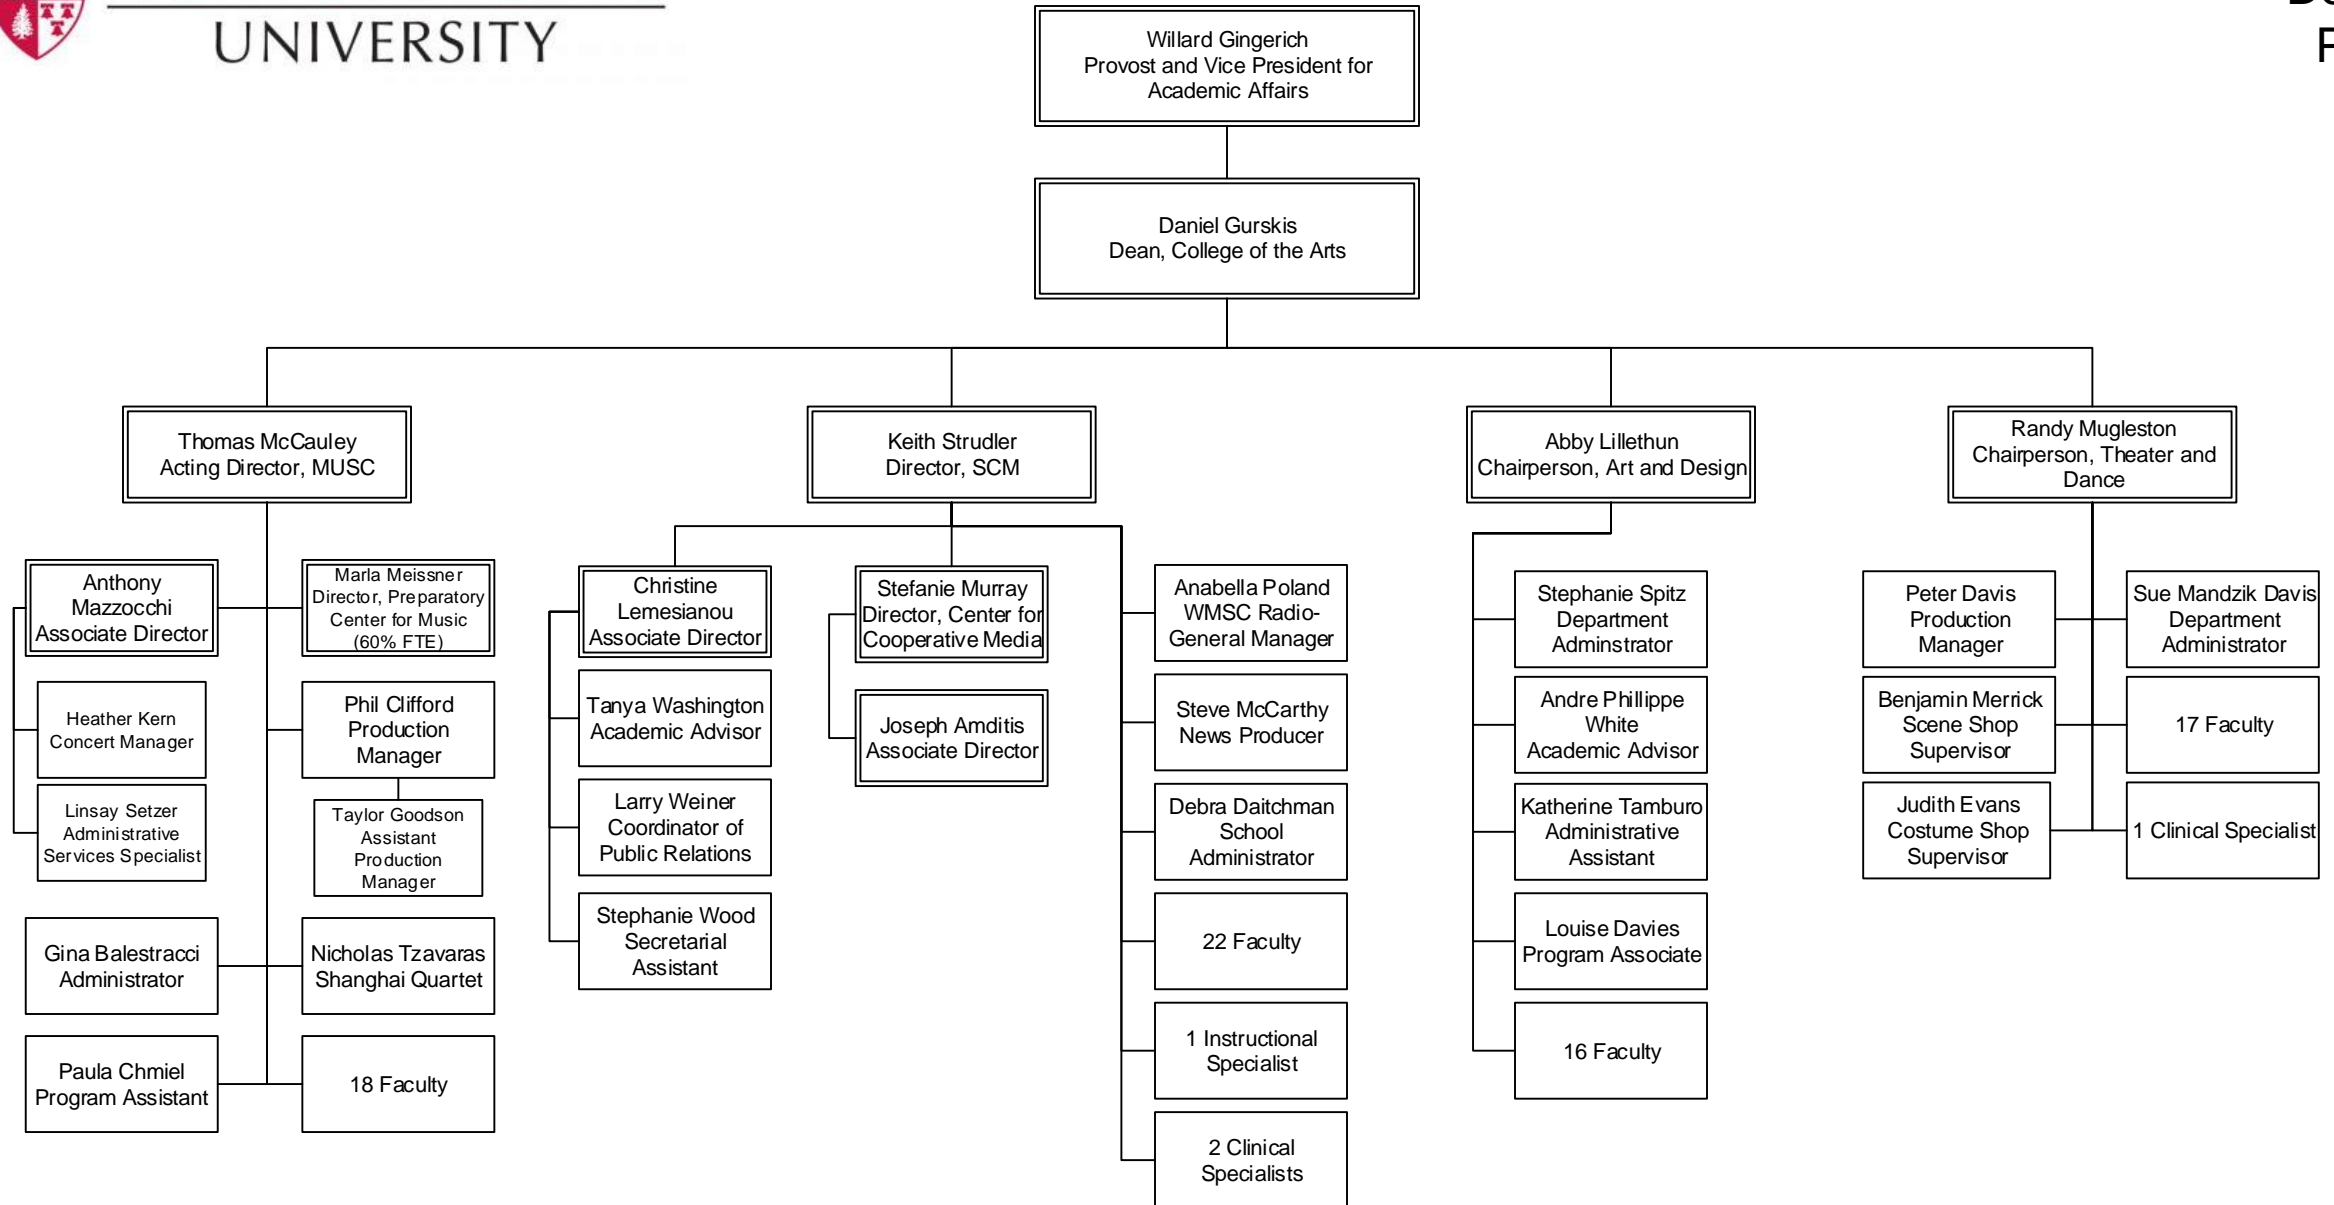 UNIVERSITY
Willard Gingerich
Provost and Vice President for
Academic Affairs
Daniel Gurskis
Dean, College of the Arts
Thomas McCauley
Acting Director, MUSC
Keith Strudler
Director, SCM
Abby Lillethun
Chairperson, Art and Design
Randy Mugleston
Chairperson, Theater and
Dance
Anthony
Mazzocchi
Associate Director
Marla Meissner
Director, Preparatory
Center for Music
(60% FTE)
Heather Kern
Concert Manager
Phil Clifford
Production
Manager
Linsay Setzer
Administrative
Services Specialist
Taylor Goodson
Assistant
Production
Manager
Gina Balestracci
Administrator
Nicholas Tzavaras
Shanghai Quartet
Paula Chmiel
Program Assistant
18 Faculty
Christine
Lemesianou
Associate Director
Tanya Washington
Academic Advisor
Larry Weiner
Coordinator of
Public Relations
Stephanie Wood
Secretarial
Assistant
Stefanie Murray
Director, Center for
Cooperative Media
Joseph Amditis
Associate Director
Anabella Poland
WMSC Radio-
General Manager
Steve McCarthy
News Producer
Debra Daitchman
School
Administrator
22 Faculty
1 Instructional
Specialist
2 Clinical
Specialists
Stephanie Spitz
Department
Adminstrator
Andre Phillippe
White
Academic Advisor
Katherine Tamburo
Administrative
Assistant
Louise Davies
Program Associate
16 Faculty
Peter Davis
Production
Manager
Sue Mandzik Davis
Department
Administrator
Benjamin Merrick
Scene Shop
Supervisor
17 Faculty
Judith Evans
Costume Shop
Supervisor
1 Clinical Specialist